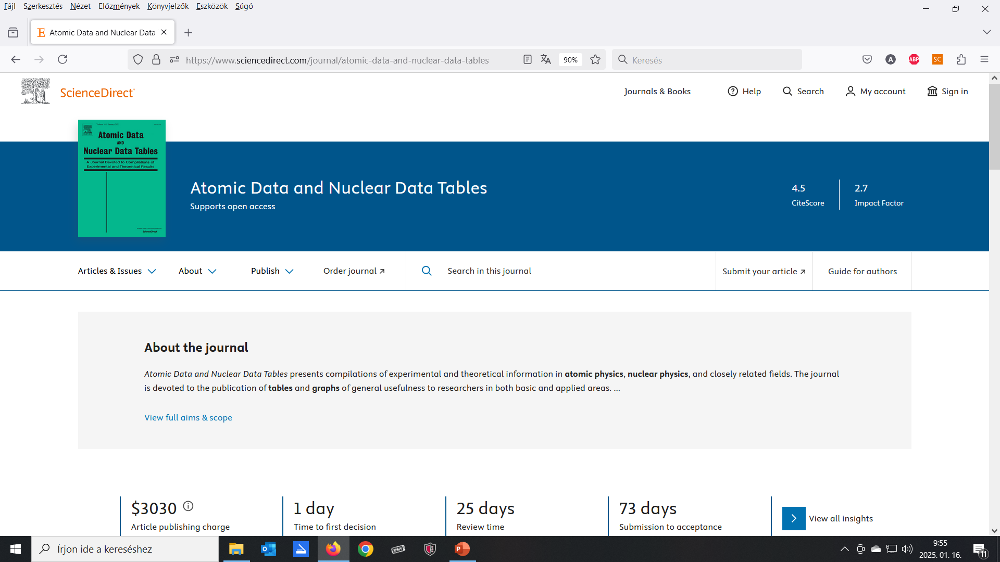 Fájl Szerkesztés Nézet Előzmények Könyvjelzők Eszközök Súgó
E Atomic Data and Nuclear Data
https://www.sciencedirect.com/journal/atomic-data-and-nuclear-data-tables 90% Keresés A ABP SC
ScienceDirect Journals & Books Help Search My account Sign in
Atomic Data
AND
Nuclear Data Tables
A Journal Devoted to Compilations of
Experimental and Theoretical Results
ScienceDirect
Atomic Data and Nuclear Data Tables
Supports open access
4.5 2.7
CiteScore Impact Factor
Articles & Issues About Publish Order journal Search in this journal Submit your article Guide for authors
About the journal
Atomic Data and Nuclear Data Tables presents compilations of experimental and theoretical information in atomic physics, nuclear physics, and closely related fields. The journal
is devoted to the publication of tables and graphs of general usefulness to researchers in both basic and applied areas. ...
View full aims & scope
$3030 1 day 25 days 73 days
Article publishing charge Time to first decision Review time Submission to acceptance View all insights
Írjon ide a kereséshez
9:55
2025. 01. 16.
11